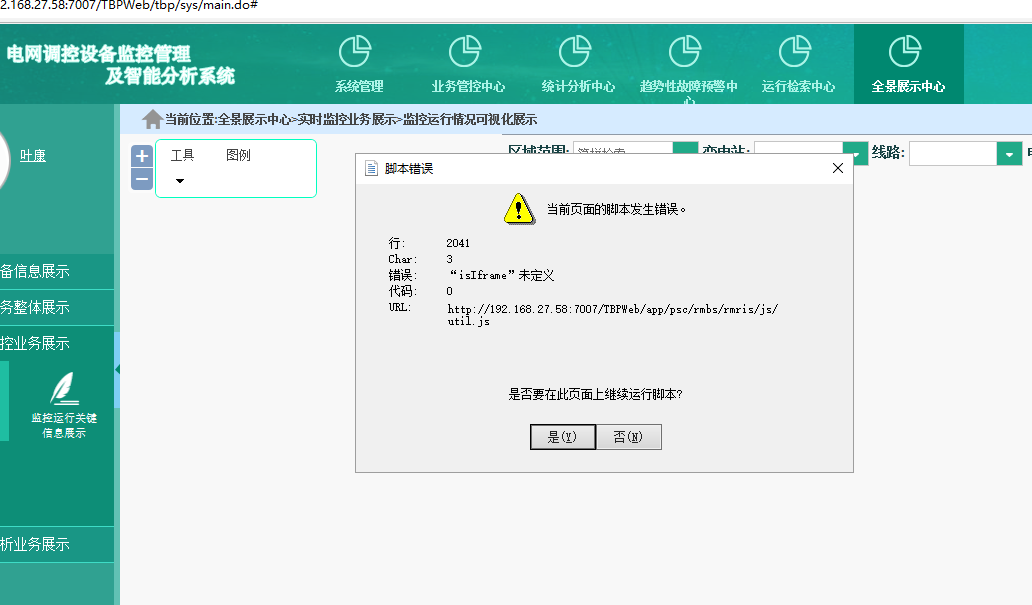 2.168.27.58:7007/TBPWeb/tbp/sys/main.do#
电网调控设备监控管理
及智能分析系统
系统管理
业务管控中心
统计分析中心
趋势性故障预警中
心
运行检索中心
全景展示中心
当前位置:全景展示中心>实时监控业务展示>监控运行情况可视化展示
叶康
工具 图例
区域范围:
变电站:
线路:
脚本错误
当前页面的脚本发生错误。
行: 2041
Char: 3
错误: “isIframe”未定义
代码: 0
URL: http://192.168.27.58:7007/TBPWeb/app/psc/rmbs/rmris/js/
util.js
是否要在此页面上继续运行脚本?
是(Y) 否(N)
备信息展示
务整体展示
控业务展示
监控运行关键
信息展示
析业务展示